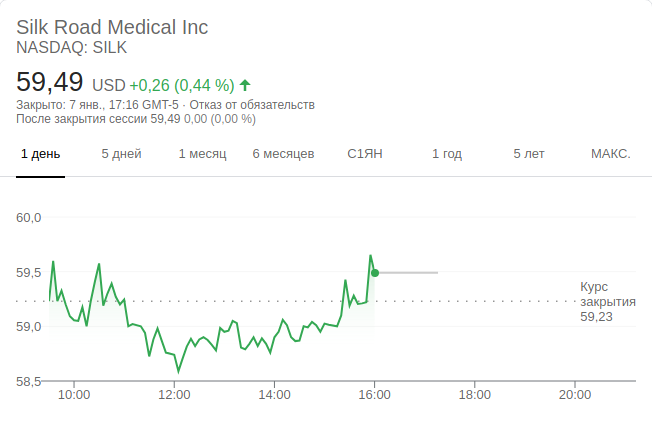 Silk Road Medical Inc
NASDAQ: SILK
59,49 USD +0,26 (0,44 %)
Закрыто: 7 янв., 17:16 GMT-5 · Отказ от обязательств
После закрытия сессии 59,49 0,00 (0,00 %)
1 день 5 дней 1 месяц 6 месяцев С1ЯН 1 год 5 лет МАКС.
60,0
59,5
59,0
58,5
Курс
закрытия
59,23
10:00 12:00 14:00 16:00 18:00 20:00